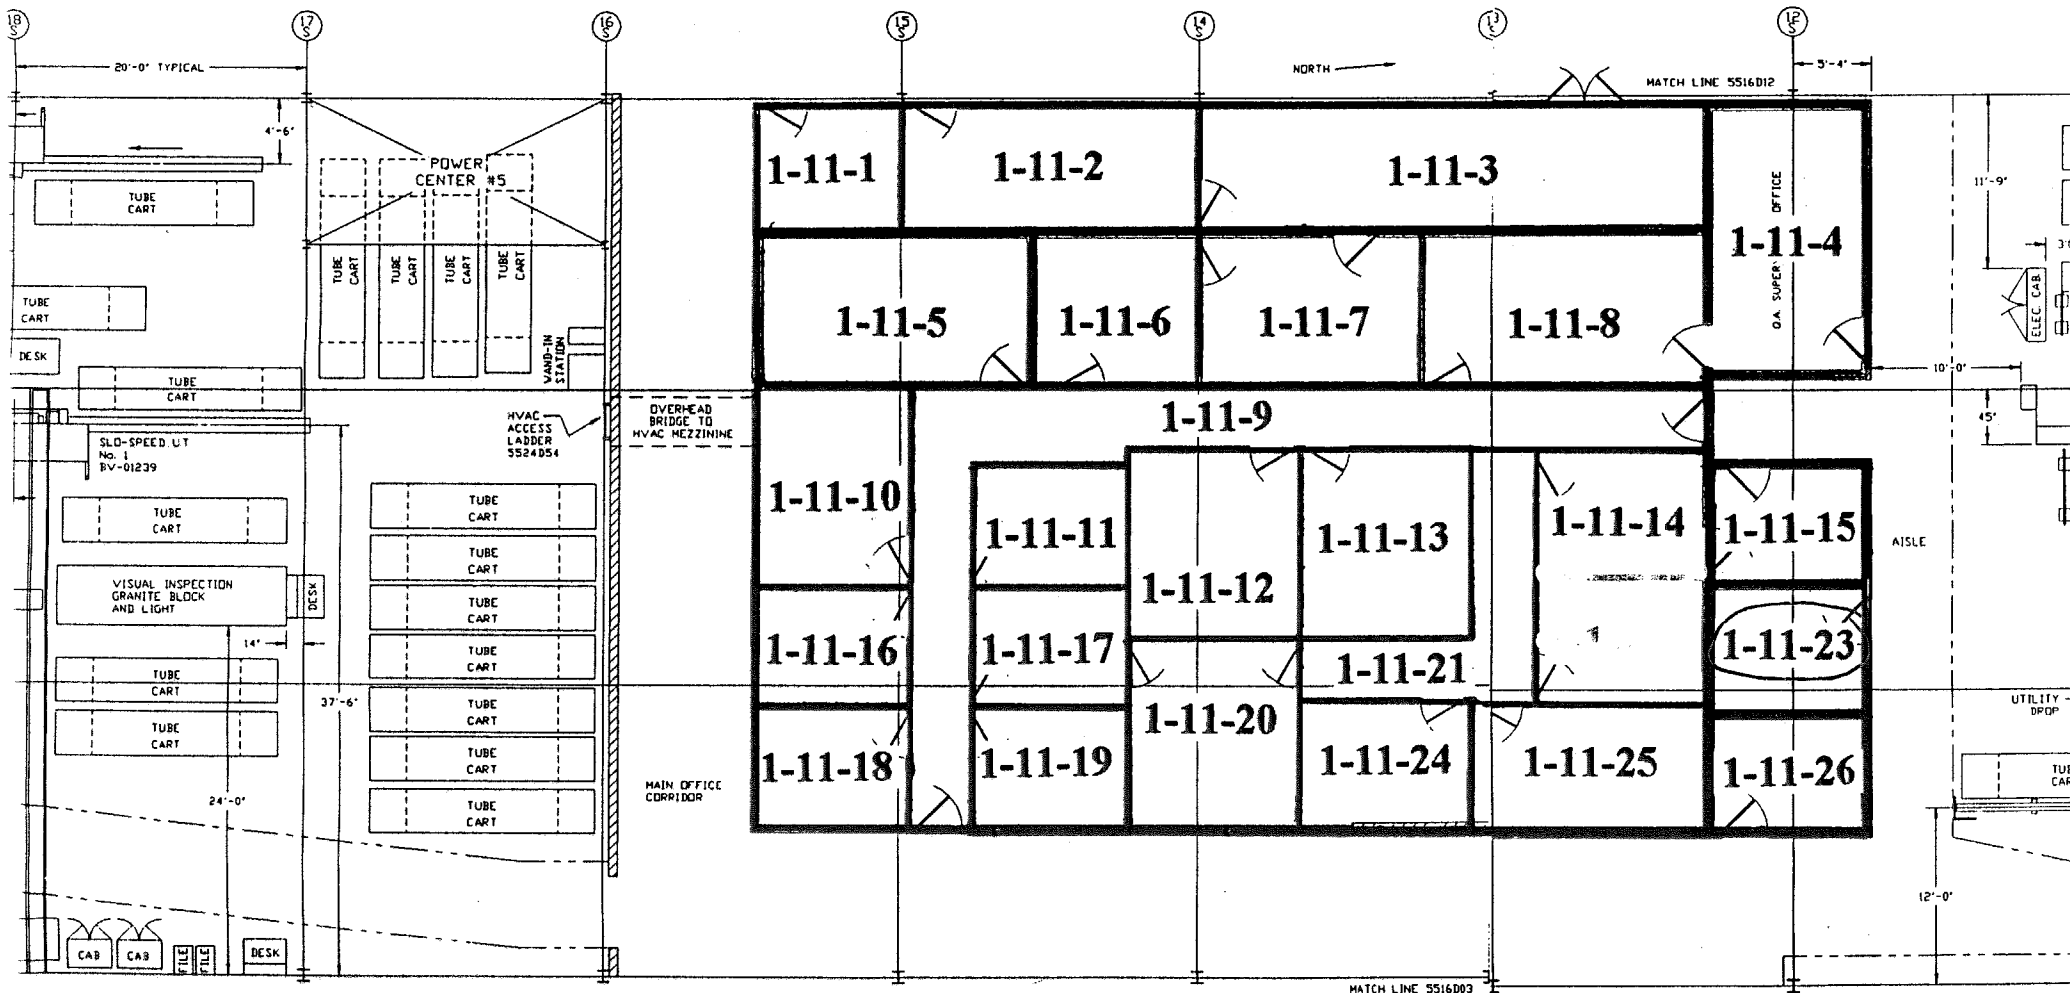 18 S
17 S
16 S
15 S
14 S
13 S
12 S
20'-0" TYPICAL
NORTH
MATCH LINE 5516D12
5'-4"
4'-6"
POWER
CENTER #5
TUBE
CART
TUBE
CART
TUBE
CART
TUBE
CART
TUBE
CART
TUBE
CART
DESK
TUBE
CART
WAND-IN
STATION
HVAC
ACCESS
LADDER
5524D54
OVERHEAD
BRIDGE TO
HVAC MEZZININE
SLO-SPEED.UT
No. 1
BV-01239
TUBE
CART
VISUAL INSPECTION
GRANITE BLOCK
AND LIGHT
DESK
14"
TUBE
CART
TUBE
CART
37'-6"
24'-0"
TUBE
CART
TUBE
CART
TUBE
CART
TUBE
CART
TUBE
CART
TUBE
CART
TUBE
CART
MAIN OFFICE
CORRIDOR
CAB
CAB
FILE
FILE
DESK
1-11-1
1-11-2
1-11-3
1-11-4
Q.A. SUPER OFFICE
1-11-5
1-11-6
1-11-7
1-11-8
1-11-9
1-11-10
1-11-11
1-11-12
1-11-13
1-11-14
1-11-15
1-11-16
1-11-17
1-11-18
1-11-19
1-11-20
1-11-21
1-11-23
1-11-24
1-11-25
1-11-26
11'-9"
ELEC. CAB.
10'-0"
45"
AISLE
UTILITY
DROP
12'-0"
MATCH LINE 5516D03